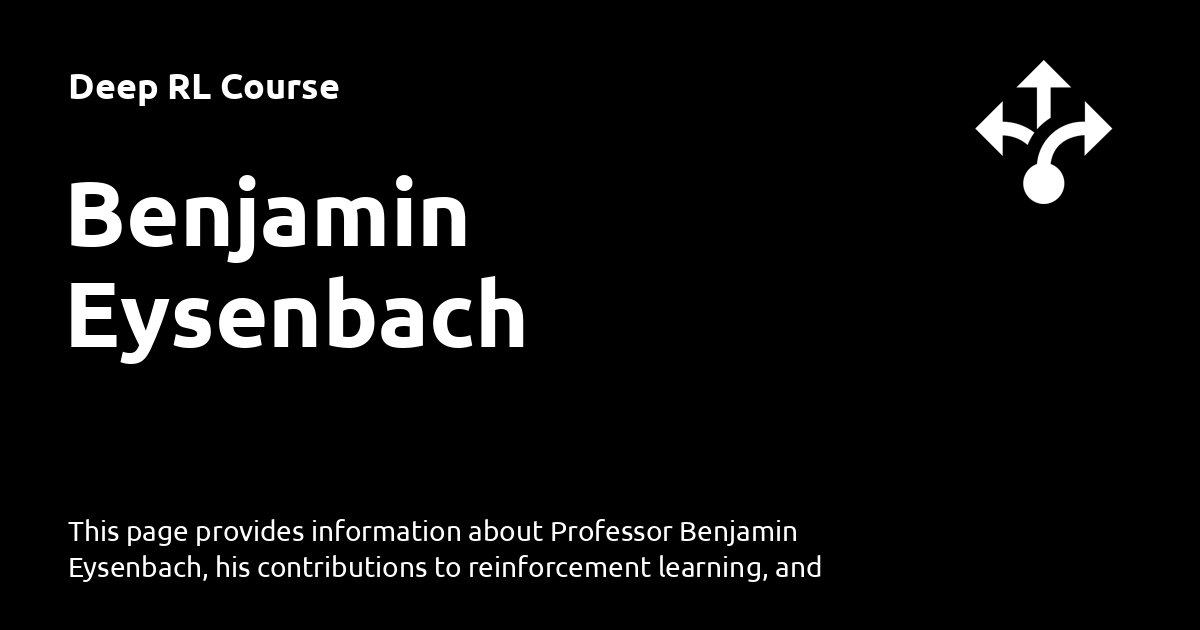 Deep RL Course
Benjamin
Eysenbach
This page provides information about Professor Benjamin
Eysenbach, his contributions to reinforcement learning, and